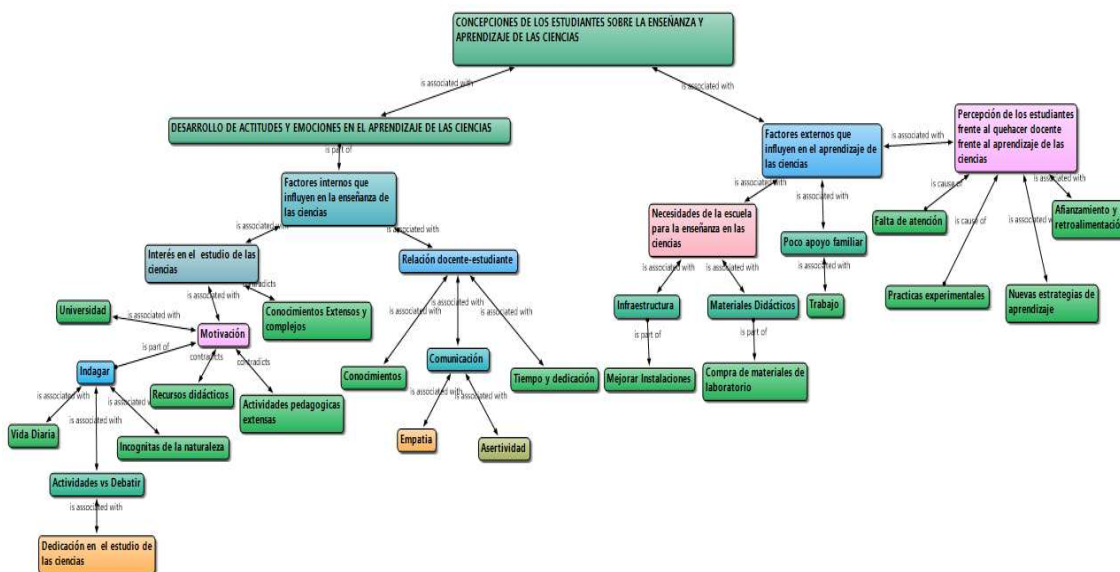 CONCEPCIONES DE LOS ESTUDIANTES SOBRE LA ENSEÑANZA Y
APRENDIZAJE DE LAS CIENCIAS
is associated with
is associated with
DESARROLLO DE ACTITUDES Y EMOCIONES EN EL APRENDIZAJE DE LAS CIENCIAS
is part of
Factores externos que
influyen en el aprendizaje de
las ciencias
is associated with
Percepción de los estudiantes
frente al quehacer docente
frente al aprendizaje de las
ciencias
Factores internos que
influyen en la enseñanza de
las ciencias
is associated with
is associated with
is associated with
is associated with
is cause of
is cause of
is associated with
is associated with
Falta de atención
Afianzamiento y
retroalimentació
Necesidades de la escuela
para la enseñanza en las
ciencias
Poco apoyo familiar
is associated with
Interés en el estudio de las
ciencias
Relación docente-estudiante
is associated with
contradicts
is associated with
is associated with
is associated with
is associated with
is associated with
Infraestructura
Materiales Didácticos
Trabajo
Practicas experimentales
Nuevas estrategias de
aprendizaje
Universidad
is associated with
Conocimientos Extensos y
complejos
Motivación
is part of
is part of
is part of
contradicts
contradicts
Indagar
Comunicación
Conocimientos
Tiempo y dedicación
Mejorar Instalaciones
Compra de materiales de
laboratorio
is associated with
is associated with
is associated with
Recursos didácticos
Actividades pedagogicas
extensas
is associated with
is associated with
Vida Diaria
Incognitas de la naturaleza
Empatia
Asertividad
Actividades vs Debatir
is associated with
Dedicación en el estudio de
las ciencias